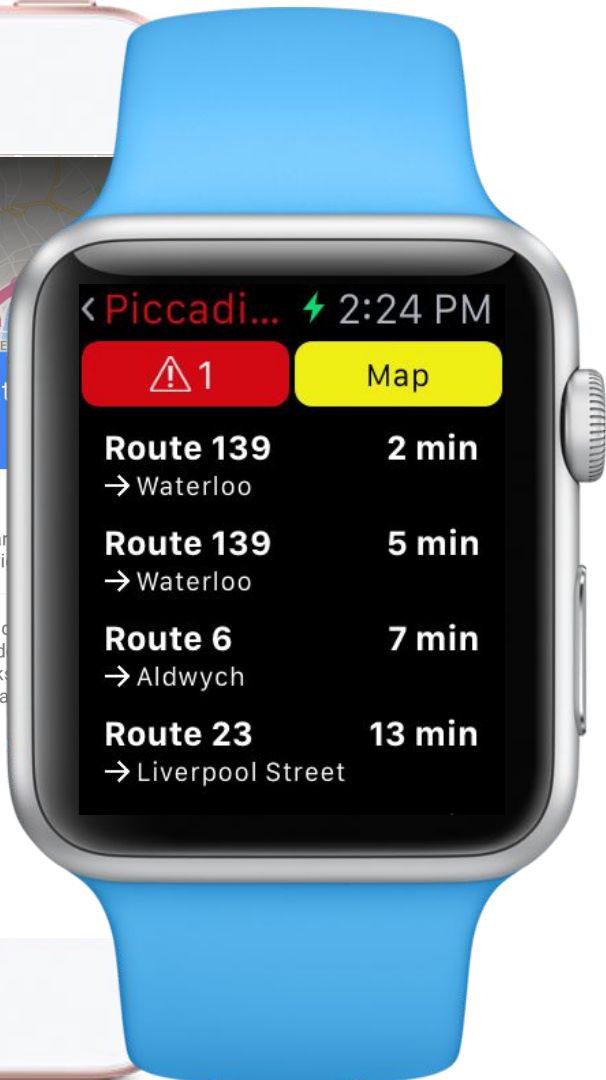 Piccadi... 2:24 PM
1 Map
Route 139 2 min
→ Waterloo
Route 139 5 min
→ Waterloo
Route 6 7 min
→ Aldwych
Route 23 13 min
→ Liverpool Street